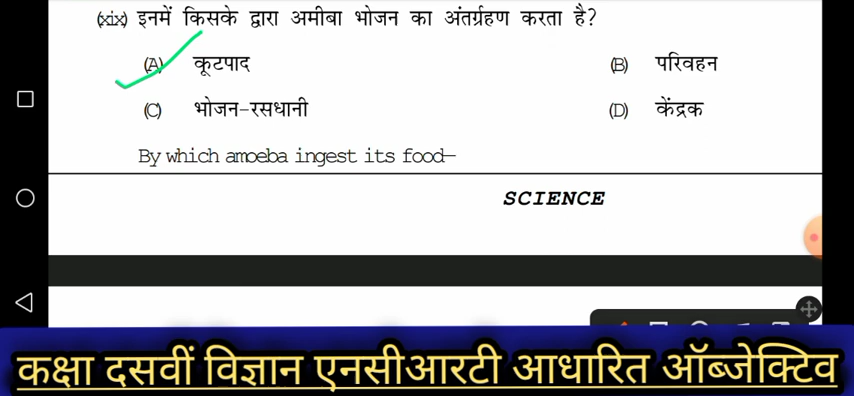 (xix) इनमें किसके द्वारा अमीबा भोजन का अंतर्ग्रहण करता है?
(A) कूटपाद (B) परिवहन
(C) भोजन-रसधानी (D) केंद्रक
By which amoeba ingest its food—
SCIENCE
कक्षा दसवीं विज्ञान एनसीआरटी आधारित ऑब्जेक्टिव